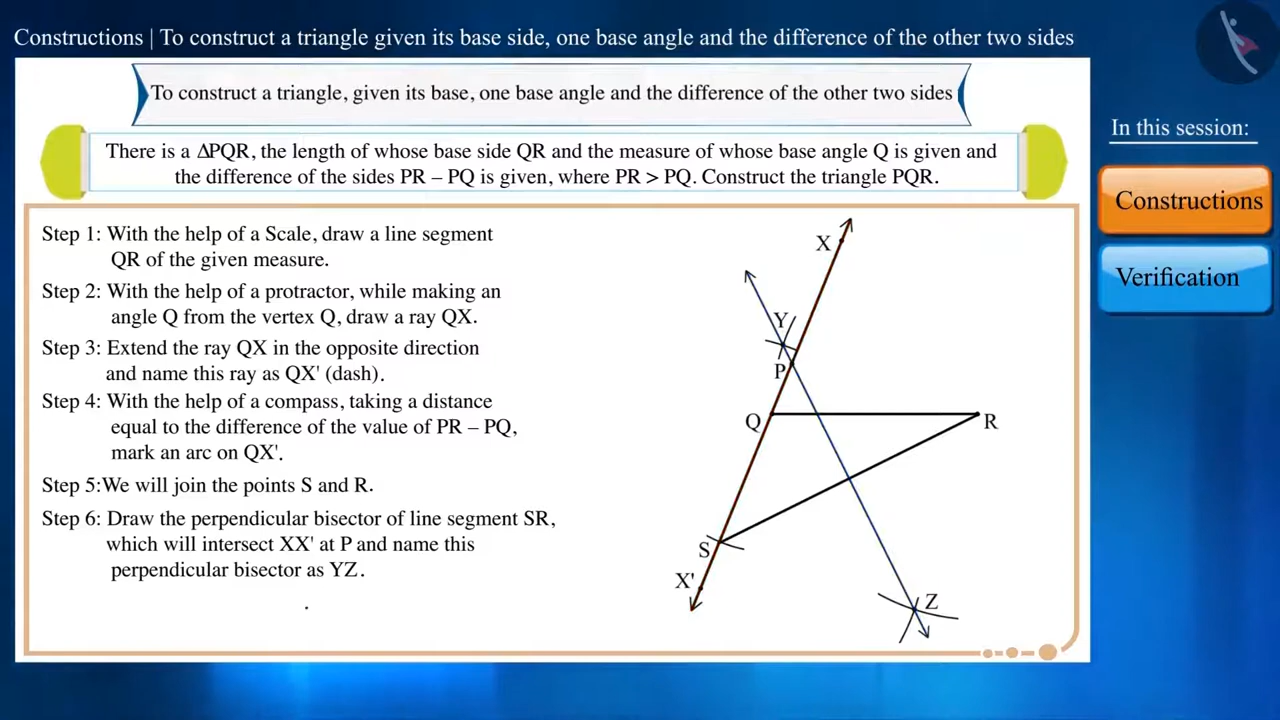 Constructions | To construct a triangle given its base side, one base angle and the difference of the other two sides
To construct a triangle, given its base, one base angle and the difference of the other two sides
There is a ΔPQR, the length of whose base side QR and the measure of whose base angle Q is given and
the difference of the sides PR – PQ is given, where PR > PQ. Construct the triangle PQR.
In this session:
Constructions
Verification
Step 1: With the help of a Scale, draw a line segment
QR of the given measure.
Step 2: With the help of a protractor, while making an
angle Q from the vertex Q, draw a ray QX.
Step 3: Extend the ray QX in the opposite direction
and name this ray as QX' (dash).
Step 4: With the help of a compass, taking a distance
equal to the difference of the value of PR – PQ,
mark an arc on QX'.
Step 5:We will join the points S and R.
Step 6: Draw the perpendicular bisector of line segment SR,
which will intersect XX' at P and name this
perpendicular bisector as YZ.
X
Y
P
Q
R
S
X'
Z